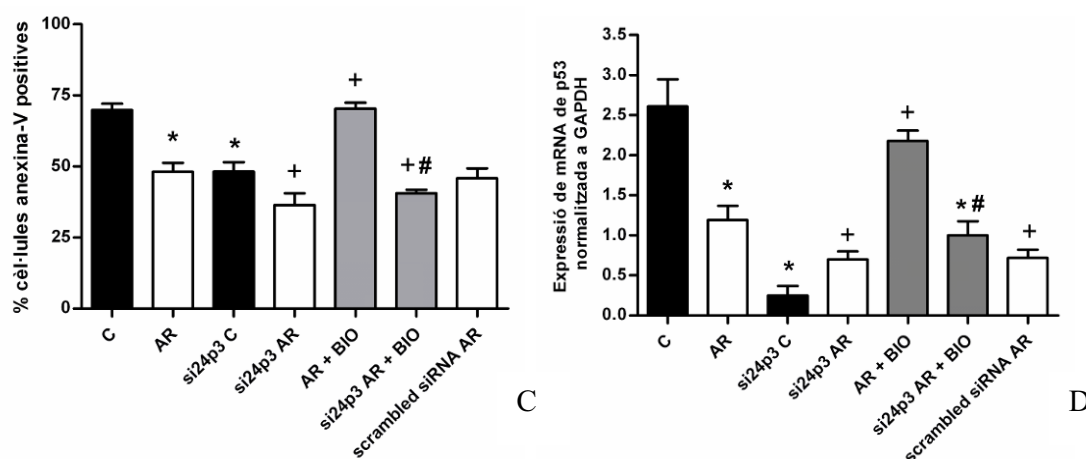 % cèl·lules anexina-V positives
100
75
50
25
0
*
*
+
+
+ #
C
AR
si24p3 C
si24p3 AR
AR + BIO
si24p3 AR + BIO
scrambled siRNA AR
C
Expressió de mRNA de p53
normalitzada a GAPDH
3.5
3.0
2.5
2.0
1.5
1.0
0.5
0.0
*
*
+
+
* #
+
C
AR
si24p3 C
si24p3 AR
AR + BIO
si24p3 AR + BIO
scrambled siRNA AR
D